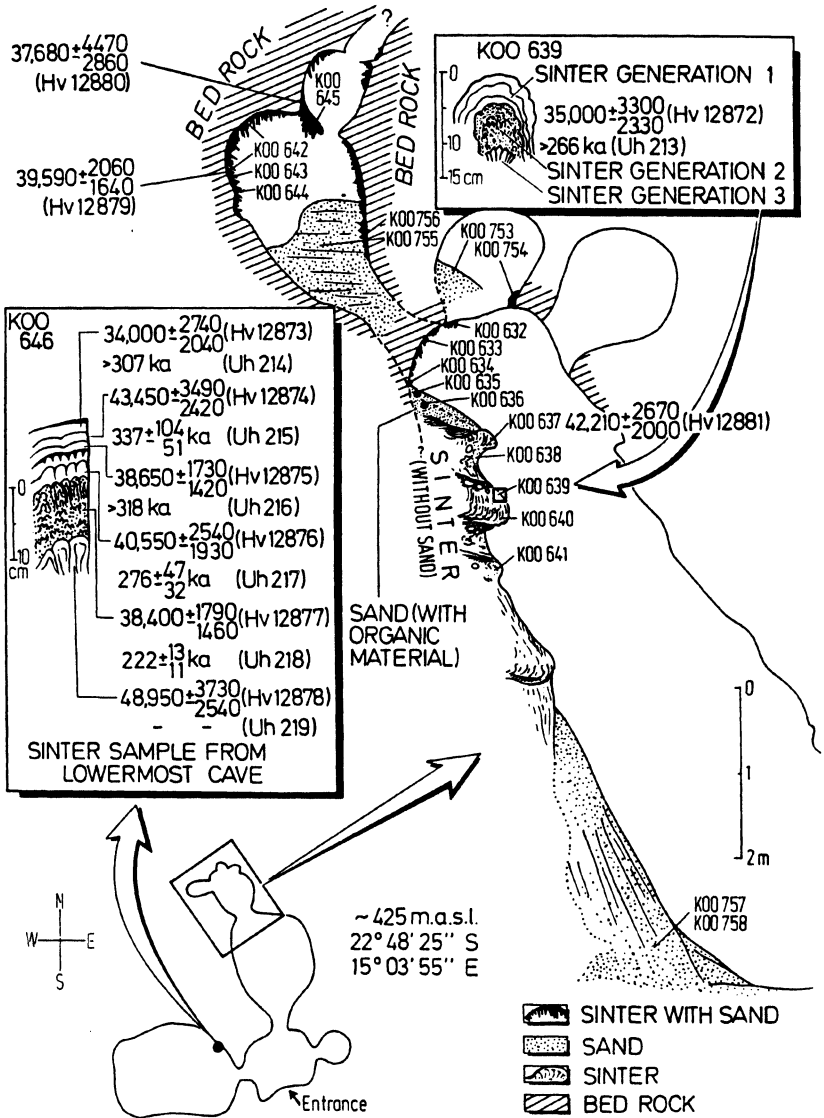 37,680±4470
2860
(Hv 12880)
BED ROCK
?
KOO
645
BED ROCK
KOO 642
KOO 643
KOO 644
39,590±2060
1640
(Hv 12879)
KOO 756
KOO 755
KOO 753
KOO 754
KOO 639
SINTER GENERATION 1
35,000±3300
2330
(Hv 12872)
>266 ka (Uh 213)
SINTER GENERATION 2
SINTER GENERATION 3
0
5
10
15 cm
KOO 632
KOO 633
KOO 634
KOO 635
KOO 636
KOO 637
42,210±2670
2000
(Hv12881)
KOO 638
KOO 639
KOO 640
KOO 641
?
SINTER
(WITHOUT SAND)
SAND (WITH
ORGANIC
MATERIAL)
KOO
646
34,000±2740
2040
(Hv 12873)
>307 ka (Uh 214)
43,450±3490
2420
(Hv 12874)
337±104
51
ka (Uh 215)
38,650±1730
1420
(Hv 12875)
>318 ka (Uh 216)
40,550±2540
1930
(Hv 12876)
276±47
32
ka (Uh 217)
38,400±1790
1460
(Hv 12877)
222±13
11
ka (Uh 218)
48,950±3730
2540
(Hv 12878)
– – (Uh 219)
0
10
cm
SINTER SAMPLE FROM
LOWERMOST CAVE
0
1
2 m
KOO 757
KOO 758
N
W E
S
~ 425 m.a.s.l.
22° 48' 25" S
15° 03' 55" E
Entrance
SINTER WITH SAND
SAND
SINTER
BED ROCK